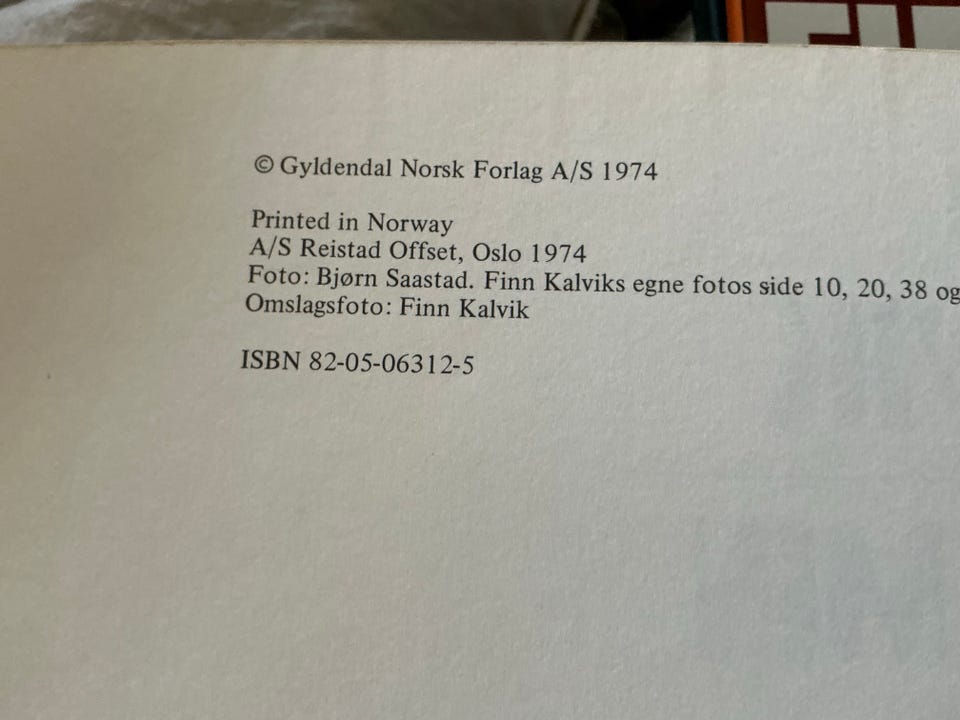 © Gyldendal Norsk Forlag A/S 1974
Printed in Norway
A/S Reistad Offset, Oslo 1974
Foto: Bjørn Saastad. Finn Kalviks egne fotos side 10, 20, 38 og
Omslagsfoto: Finn Kalvik
ISBN 82-05-06312-5